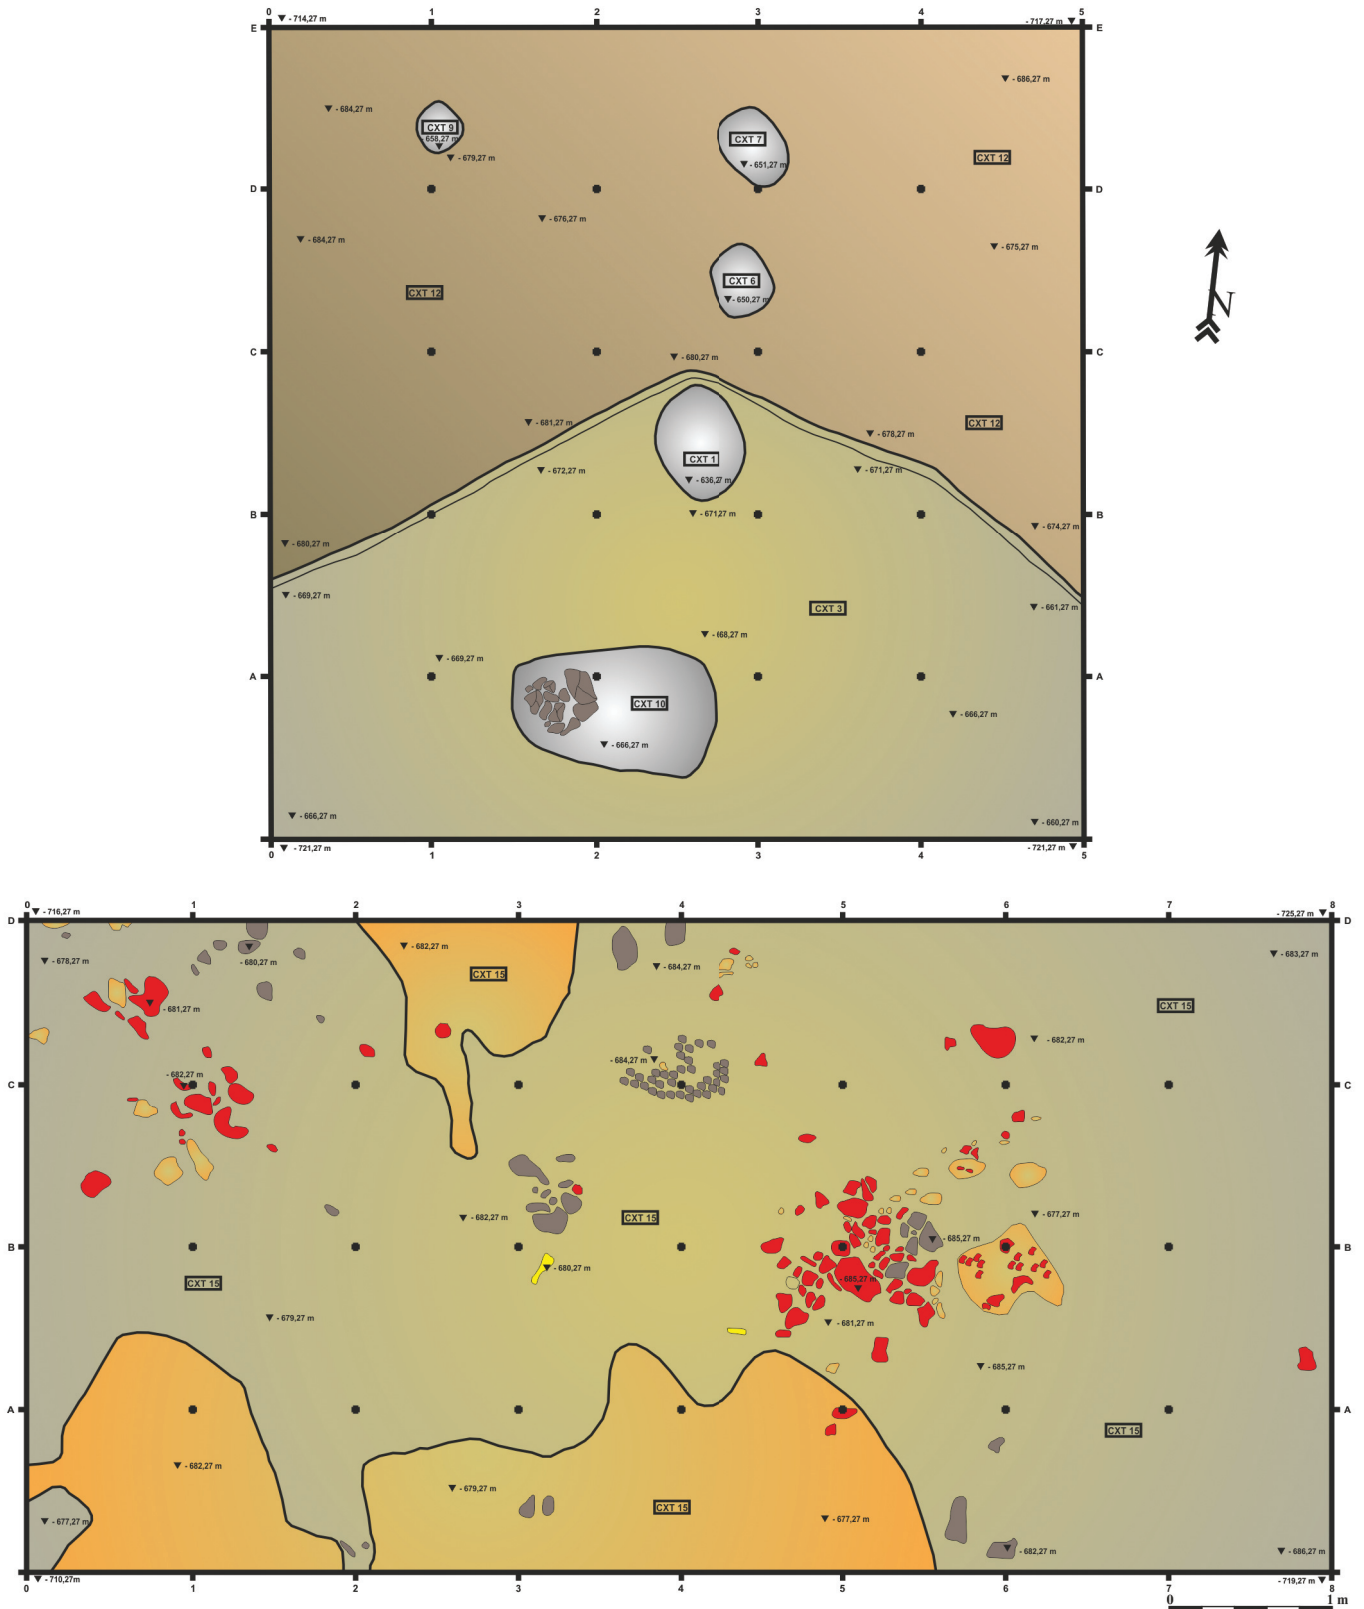 0 1 2 3 4 5
- 714,27 m - 717,27 m
E E
- 686,27 m
- 684,27 m
CXT 9
658,27 m
CXT 7
- 679,27 m
- 651,27 m
CXT 12
D D
- 676,27 m
- 684,27 m
- 675,27 m
CXT 6
CXT 12
- 650,27 m
N
C C
- 680,27 m
- 681,27 m
CXT 12
- 678,27 m
CXT 1
- 672,27 m
- 671,27 m
- 636,27 m
B B
- 671,27 m
- 674,27 m
- 680,27 m
- 669,27 m
- 661,27 m
CXT 3
- 668,27 m
- 669,27 m
A A
CXT 10
- 666,27 m
- 666,27 m
- 666,27 m
- 660,27 m
- 721,27 m - 721,27 m
0 1 2 3 4 5
0 1 2 3 4 5 6 7 8
- 716,27 m - 725,27 m
D D
- 682,27 m
- 683,27 m
- 678,27 m
- 680,27 m
- 684,27 m
CXT 15
- 681,27 m
CXT 15
- 682,27 m
- 684,27 m
- 682,27 m
C C
- 677,27 m
- 682,27 m
CXT 15
- 685,27 m
B B
- 680,27 m
- 685,27 m
CXT 15
- 679,27 m
- 681,27 m
- 685,27 m
A A
CXT 15
- 682,27 m
- 679,27 m
CXT 15
- 677,27 m
- 677,27 m
- 682,27 m
- 686,27 m
- 710,27m - 719,27 m
0 1 2 3 4 5 6 7 8
0 1 m